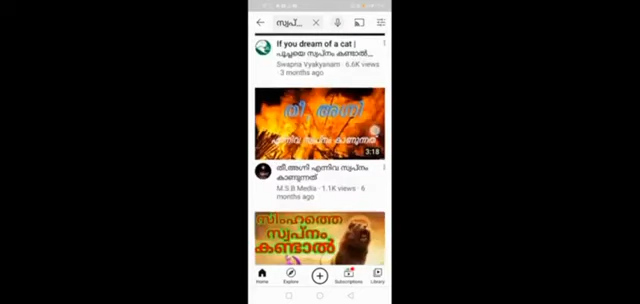 സ്വപ്...
If you dream of a cat |
പൂച്ചയെ സ്വപ്നം കണ്ടാൽ...
Swapna Vyakyanam · 6.6K views
· 3 months ago
തീ അഗ്നി
എന്നിവ സ്വപ്നം കാണുന്നത്
3:18
തീ,അഗ്നി എന്നിവ സ്വപ്നം
കാണുന്നത്
M.S.B Media · 1.1K views · 6
months ago
സിംഹത്തെ
സ്വപ്നം
കണ്ടാൽ
Home Explore Subscriptions Library